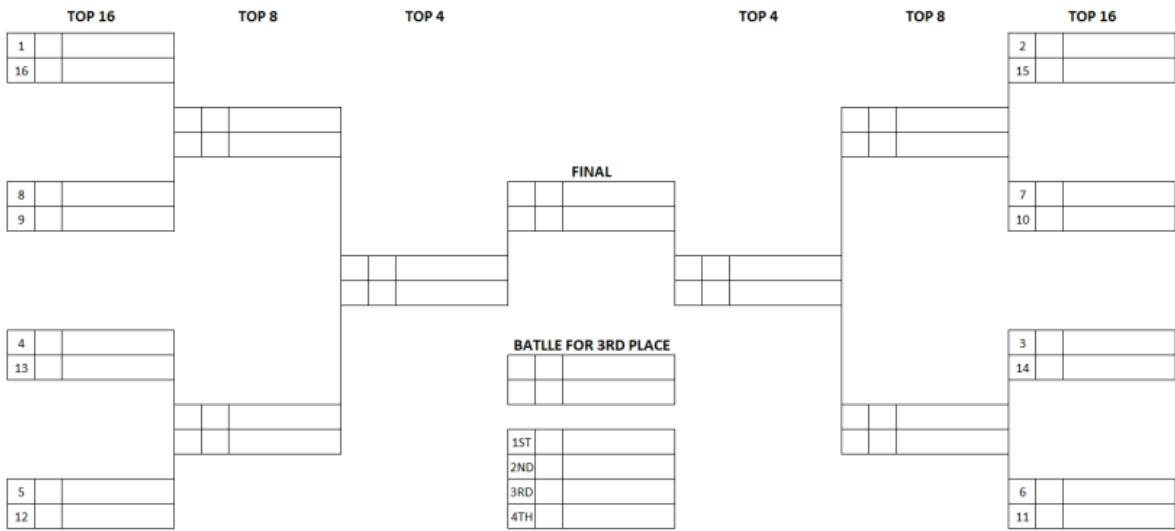 TOP 16 TOP 8 TOP 4 TOP 4 TOP 8 TOP 16
1 2
16 15
FINAL
8 7
9 10
4 3
BATLLE FOR 3RD PLACE
13 14
1ST
2ND
5 3RD 6
12 4TH 11